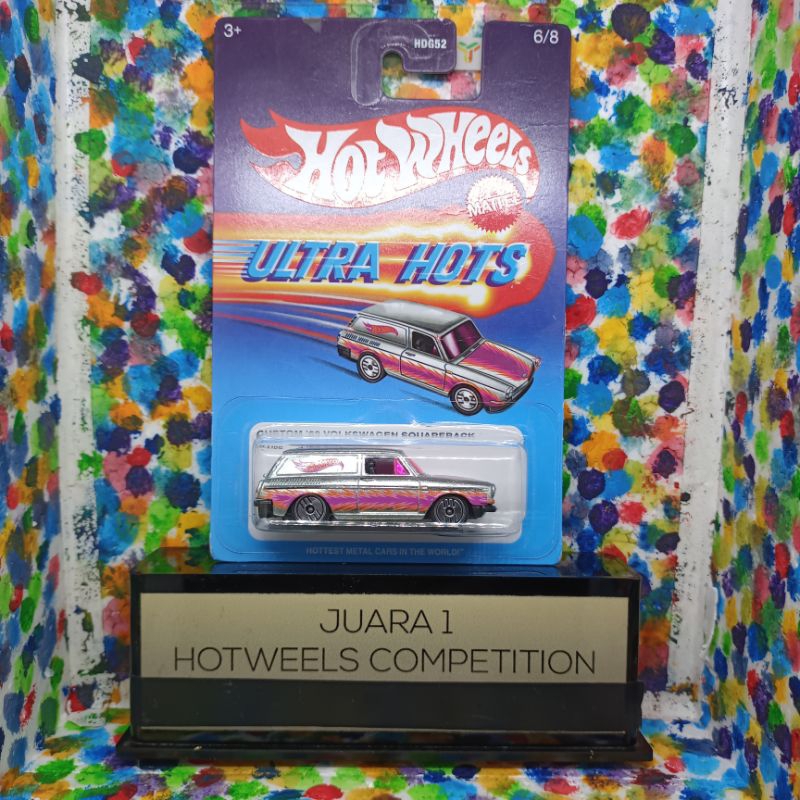 3+
HDG52
6/8
Hot Wheels
MATTEL
ULTRA HOTS
CUSTOM '69 VOLKSWAGEN SQUAREBACK
HOTTEST METAL CARS IN THE WORLD!™
JUARA 1
HOTWEELS COMPETITION